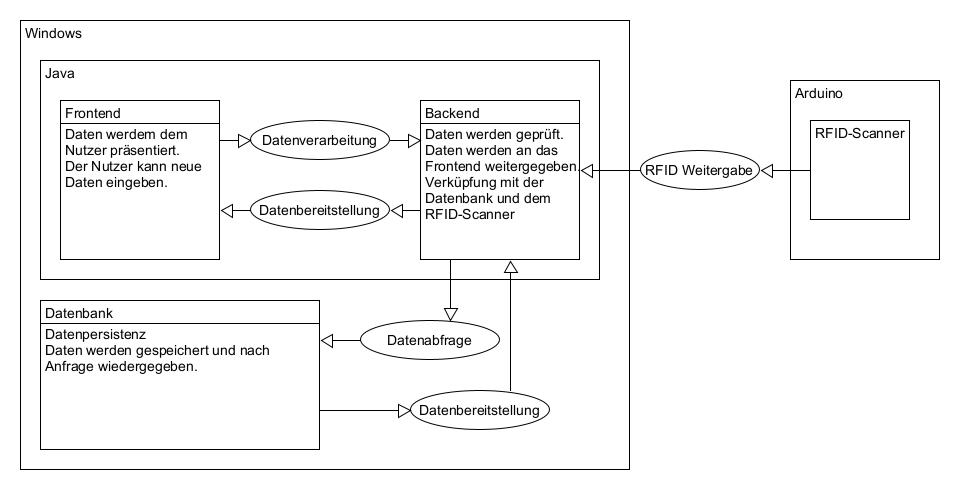 Windows
Java
Frontend
Daten werdem dem
Nutzer präsentiert.
Der Nutzer kann neue
Daten eingeben.
Datenverarbeitung
Datenbereitstellung
Backend
Daten werden geprüft.
Daten werden an das
Frontend weitergegeben.
Verküpfung mit der
Datenbank und dem
RFID-Scanner
RFID Weitergabe
Arduino
RFID-Scanner
Datenbank
Datenpersistenz
Daten werden gespeichert und nach
Anfrage wiedergegeben.
Datenabfrage
Datenbereitstellung